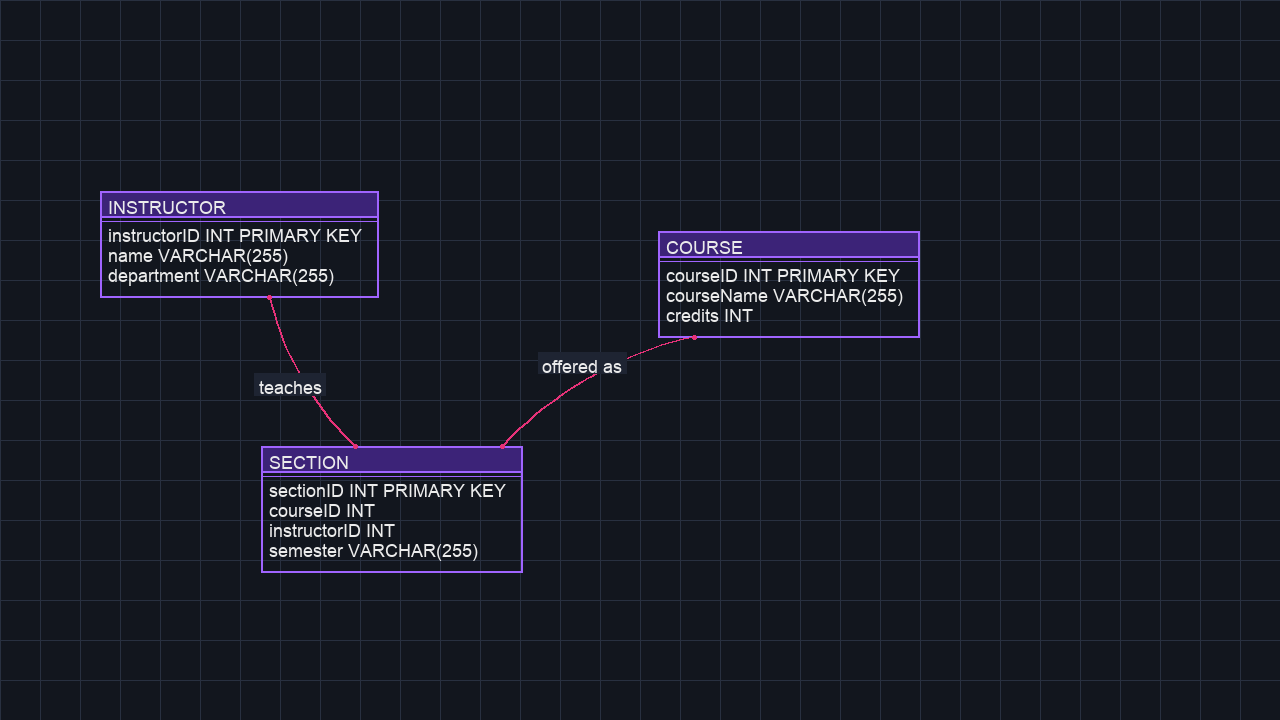 INSTRUCTOR
instructorID INT PRIMARY KEY
name VARCHAR(255)
department VARCHAR(255)
COURSE
courseID INT PRIMARY KEY
courseName VARCHAR(255)
credits INT
offered as
teaches
SECTION
sectionID INT PRIMARY KEY
courseID INT
instructorID INT
semester VARCHAR(255)